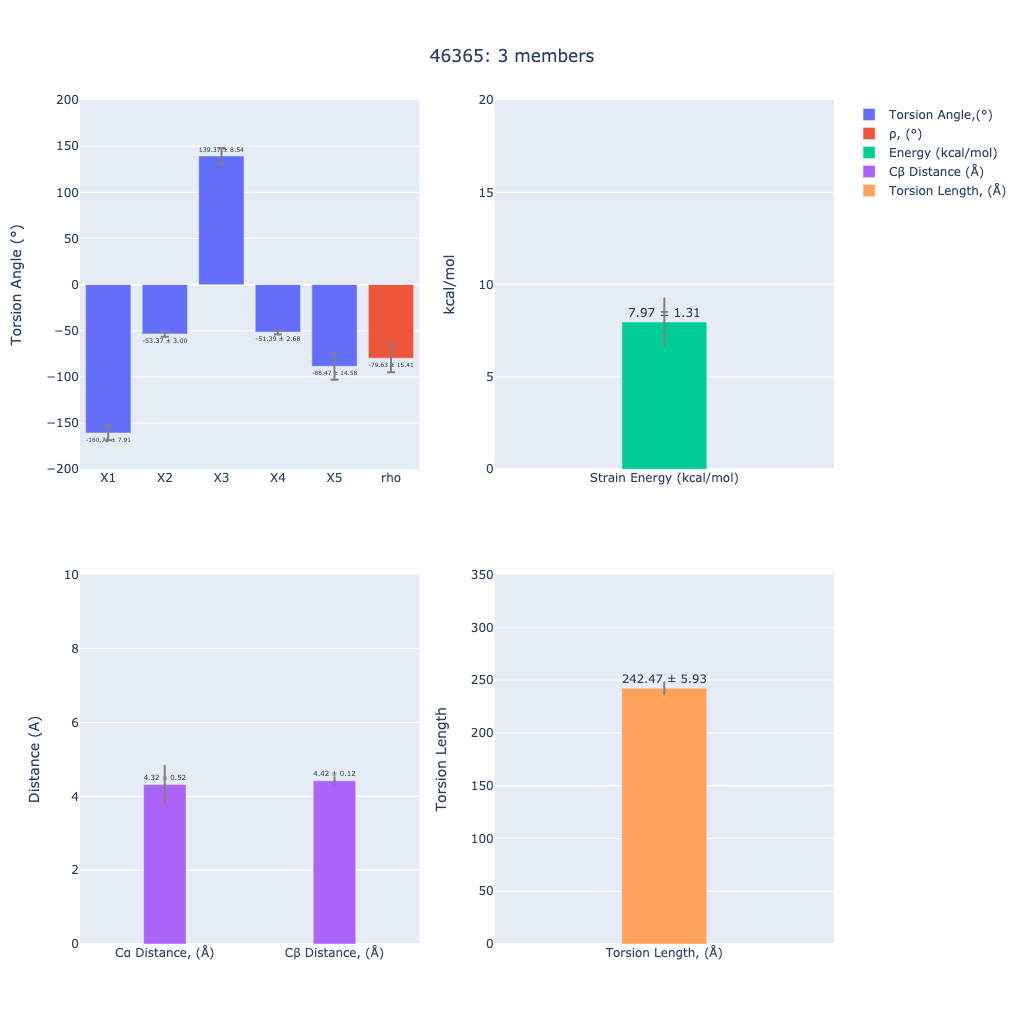 46365: 3 members
Torsion Angle (°)
200
150
100
50
0
−50
−100
−150
−200
139.37 ± 8.54
-53.37 ± 3.00
-51.39 ± 2.68
-88.47 ± 14.58
-79.63 ± 15.41
± 7.91
X1 X2 X3 X4 X5 rho
kcal/mol
20
15
10
5
0
7.97 ± 1.31
Strain Energy (kcal/mol)
Torsion Angle,(°)
ρ, (°)
Energy (kcal/mol)
Cβ Distance (Å)
Torsion Length, (Å)
Distance (A)
10
8
6
4
2
0
4.32 ± 0.52
4.42 ± 0.12
Cα Distance, (Å) Cβ Distance, (Å)
Torsion Length
350
300
250
200
150
100
50
0
242.47 ± 5.93
Torsion Length, (Å)